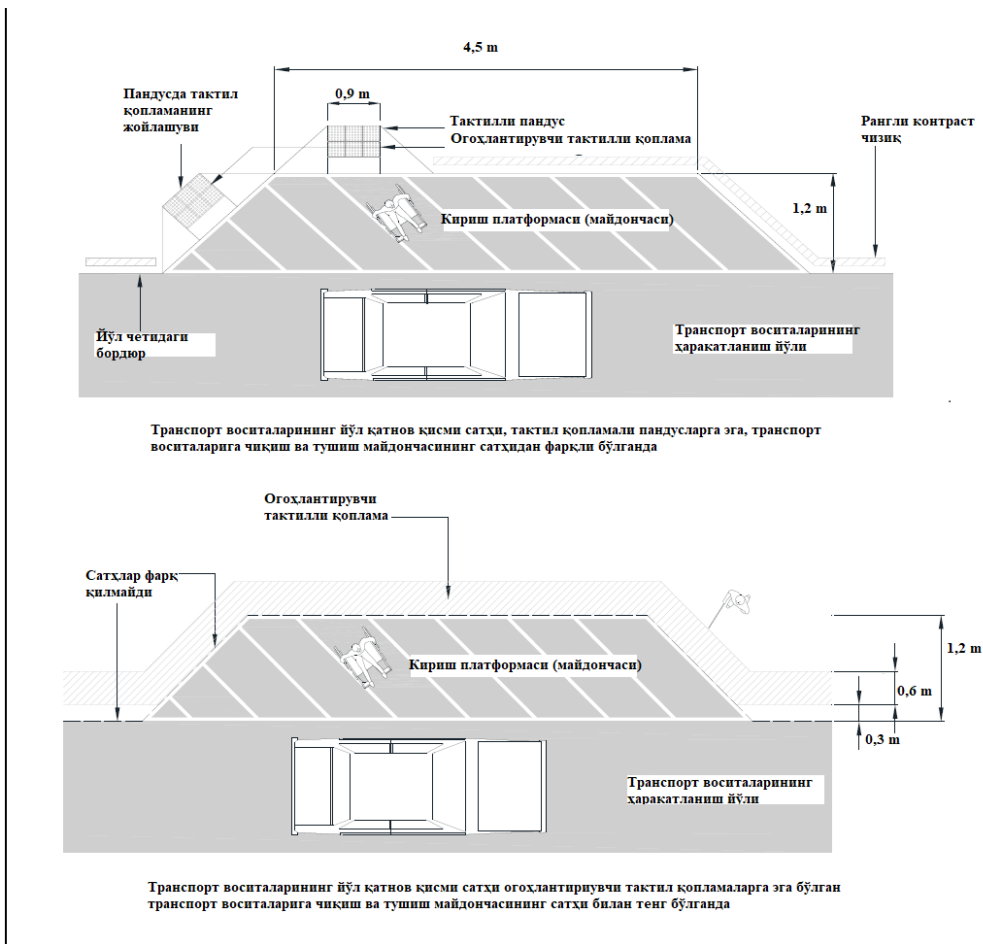 4,5 m
Пандусда тактил
қопламанинг
жойлашуви
0,9 m
Тактилли пандус
Огоҳлантирувчи тактилли қоплама
Рангли контраст
чизиқ
1,2 m
Кириш платформаси (майдончаси)
Йўл четидаги
бордюр
Транспорт воситаларининг
ҳаракатланиш йўли
Транспорт воситаларининг йўл қатнов қисми сатҳи, тактил қопламали пандусларга эга, транспорт
воситаларига чиқиш ва тушиш майдончасининг сатҳидан фарқли бўлганда
Огоҳлантирувчи
тактилли қоплама
Сатҳлар фарқ
қилмайди
Кириш платформаси (майдончаси)
1,2 m
0,6 m
0,3 m
Транспорт воситаларининг
ҳаракатланиш йўли
Транспорт воситаларининг йўл қатнов қисми сатҳи огоҳлантириувчи тактил қопламаларга эга бўлган
транспорт воситаларига чиқиш ва тушиш майдончасининг сатҳи билан тенг бўлганда